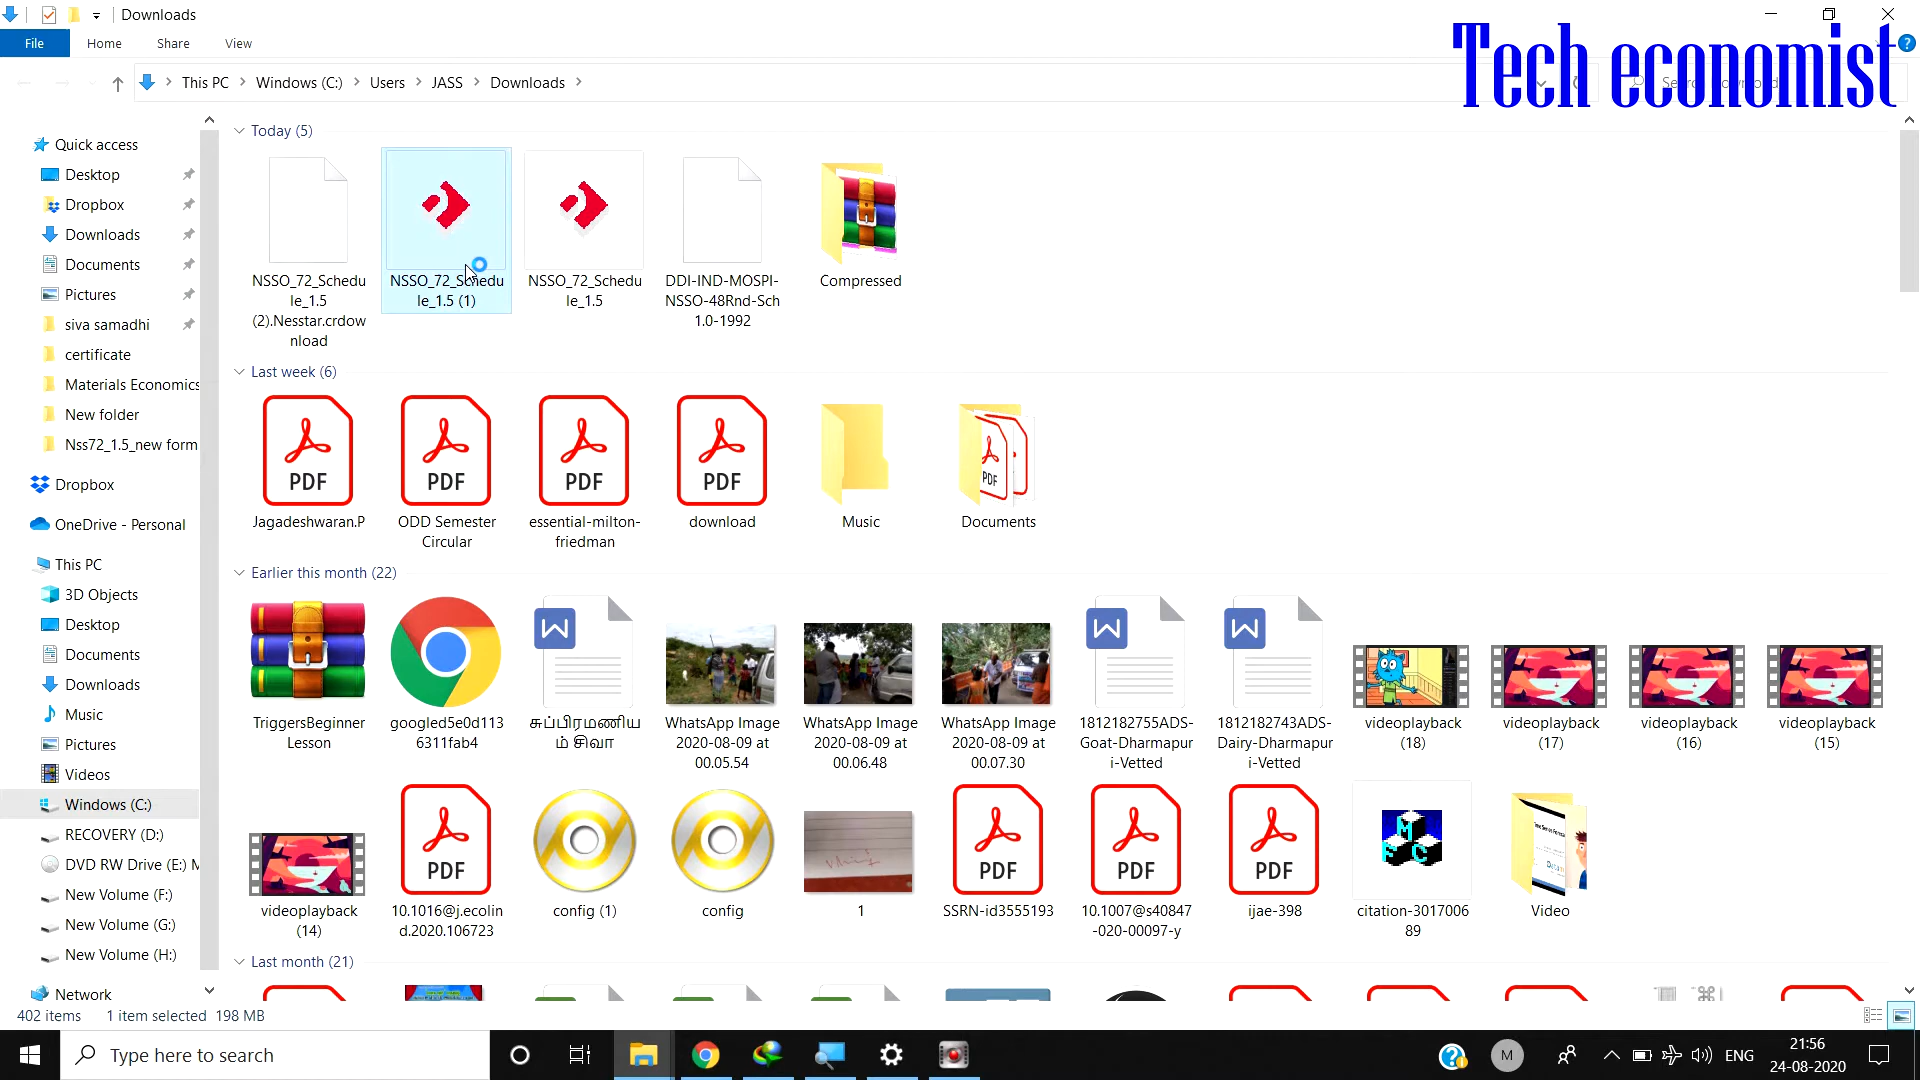 Downloads
File
Home
Share
View
Tech economist
This PC
Windows (C:)
Users
JASS
Downloads
Quick access
Desktop
Dropbox
Downloads
Documents
Pictures
siva samadhi
certificate
Materials Economics
New folder
Nss72_1.5_new form
Dropbox
OneDrive - Personal
This PC
3D Objects
Desktop
Documents
Downloads
Music
Pictures
Videos
Windows (C:)
RECOVERY (D:)
DVD RW Drive (E:) M
New Volume (F:)
New Volume (G:)
New Volume (H:)
Network
Today (5)
NSSO_72_Schedu
le_1.5
(2).Nesstar.crdow
nload
NSSO_72_Schedu
le_1.5 (1)
NSSO_72_Schedu
le_1.5
DDI-IND-MOSPI-
NSSO-48Rnd-Sch
1.0-1992
Compressed
Last week (6)
PDF
Jagadeshwaran.P
PDF
ODD Semester
Circular
PDF
essential-milton-
friedman
PDF
download
Music
PDF
Documents
Earlier this month (22)
TriggersBeginner
Lesson
googled5e0d113
6311fab4
W
சுப்பிரமணிய
ம் சிவா
WhatsApp Image
2020-08-09 at
00.05.54
WhatsApp Image
2020-08-09 at
00.06.48
WhatsApp Image
2020-08-09 at
00.07.30
W
1812182755ADS-
Goat-Dharmapur
i-Vetted
W
1812182743ADS-
Dairy-Dharmapur
i-Vetted
videoplayback
(18)
videoplayback
(17)
videoplayback
(16)
videoplayback
(15)
videoplayback
(14)
PDF
10.1016@j.ecolin
d.2020.106723
config (1)
config
1
PDF
SSRN-id3555193
PDF
10.1007@s40847
-020-00097-y
PDF
ijae-398
MFC
citation-3017006
89
Video
Last month (21)
402 items
1 item selected 198 MB
Type here to search
M
ENG
21:56
24-08-2020